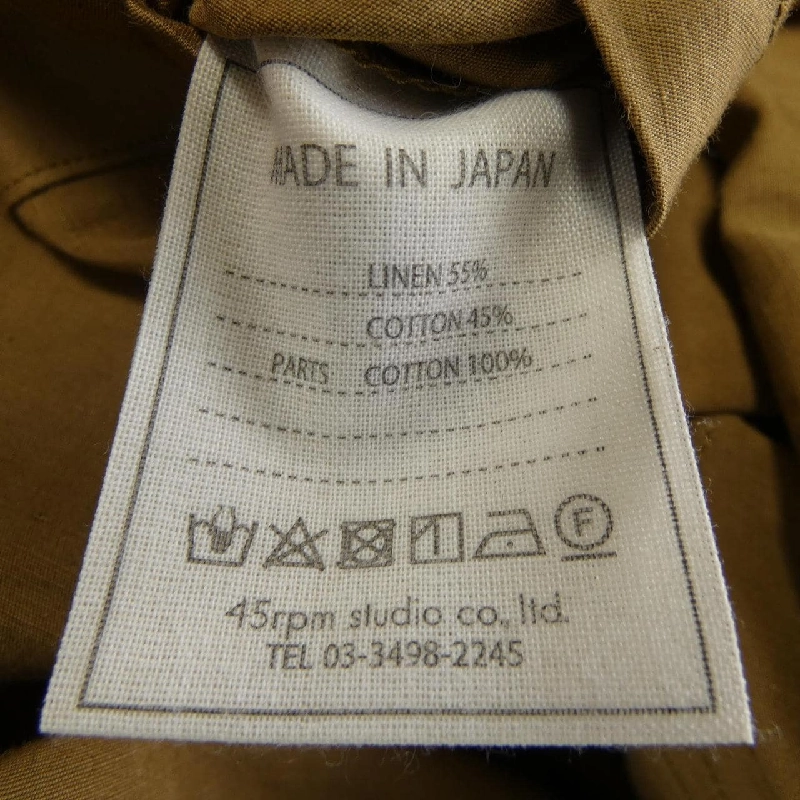 MADE IN JAPAN
LINEN 55%
COTTON 45%
PARTS COTTON 100%
F
45rpm studio co., ltd.
TEL 03-3498-2245